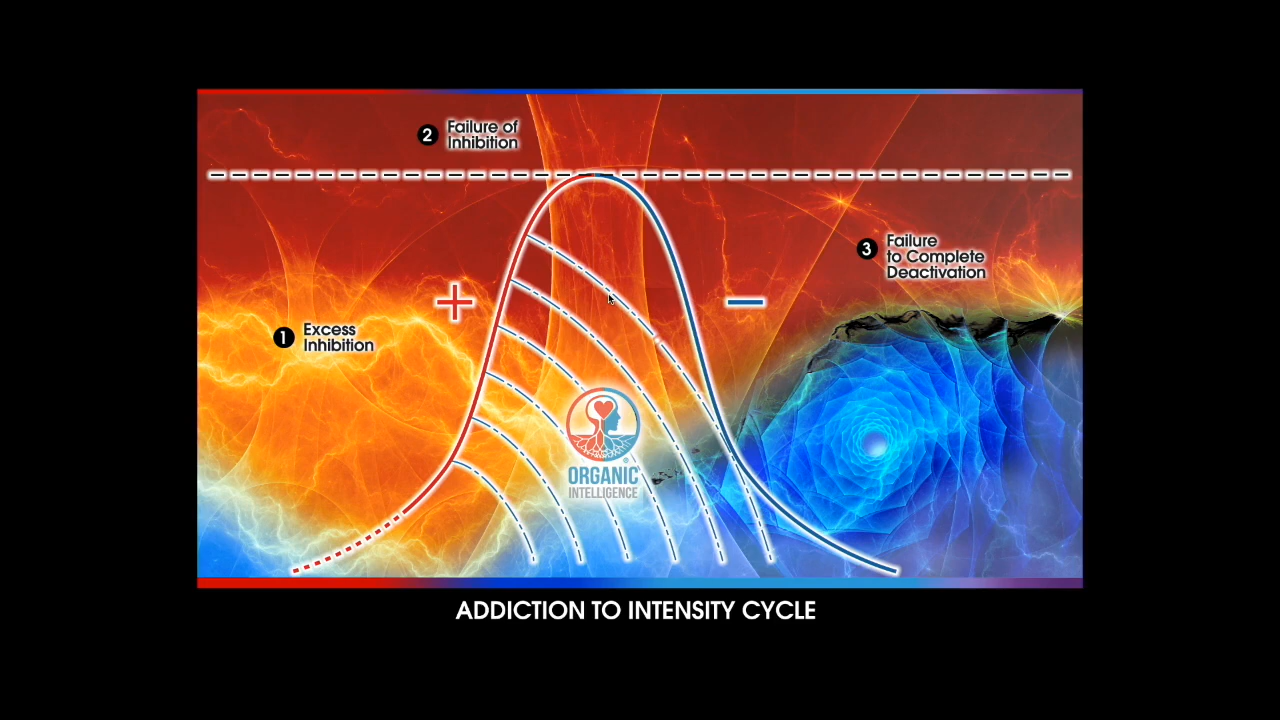 2 Failure of
Inhibition
3 Failure
to Complete
Deactivation
+
−
1 Excess
Inhibition
ORGANIC
INTELLIGENCE
®
ADDICTION TO INTENSITY CYCLE